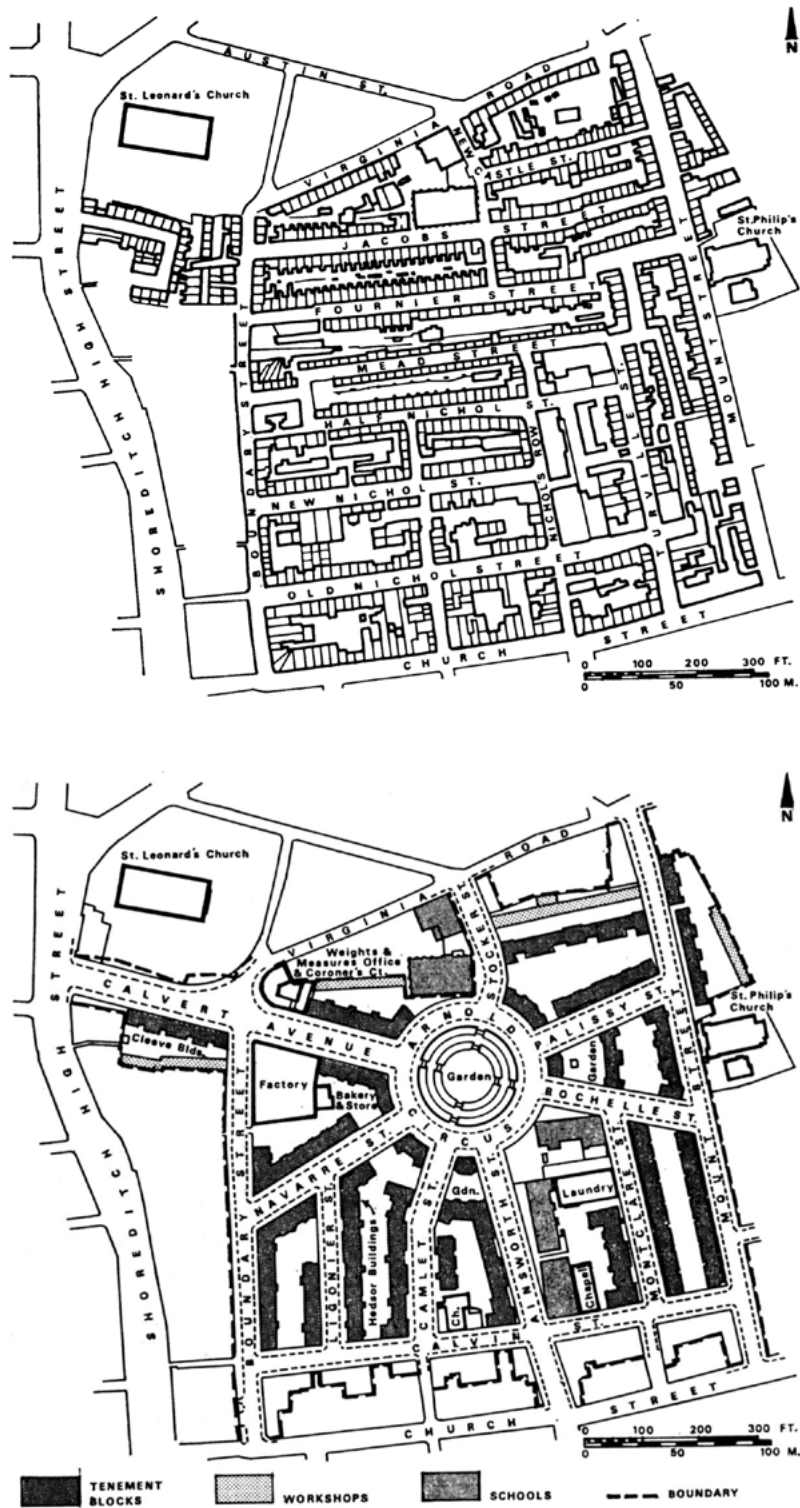 N
AUSTIN ST.
St. Leonard's Church
VIRGINIA ROAD
NEW CASTLE ST.
JACOBS STREET
St. Philip's
Church
SHOREDITCH HIGH STREET
BOUNDARY STREET
FOURNIER STREET
MEAD STREET
HALF NICHOL ST.
NEW NICHOL ST.
NICHOLS ROW
TURVILLE ST.
MOUNT STREET
OLD NICHOL STREET
CHURCH STREET
0 100 200 300 FT.
0 50 100 M.
N
St. Leonard's Church
VIRGINIA ROAD
Weights &
Measures Office
& Coroner's Ct.
STOCKER ST.
CALVERT AVENUE
Cleeve Blds.
ARNOLD CIRCUS
Garden
PALISSY ST.
Garden
St. Philip's
Church
SHOREDITCH HIGH STREET
BOUNDARY STREET
Factory
Bakery
& Store
ROCHELLE ST.
NAVARRE ST.
LIGONIER ST.
Hedsor Buildings
CAMLET ST.
Gdn.
AINSWORTH ST.
Laundry
MONTCLARE ST.
MOUNT STREET
Ch.
Chapel
CALVIN ST.
CHURCH STREET
0 100 200 300 FT.
0 50 100 M.
TENEMENT
BLOCKS
WORKSHOPS
SCHOOLS
BOUNDARY